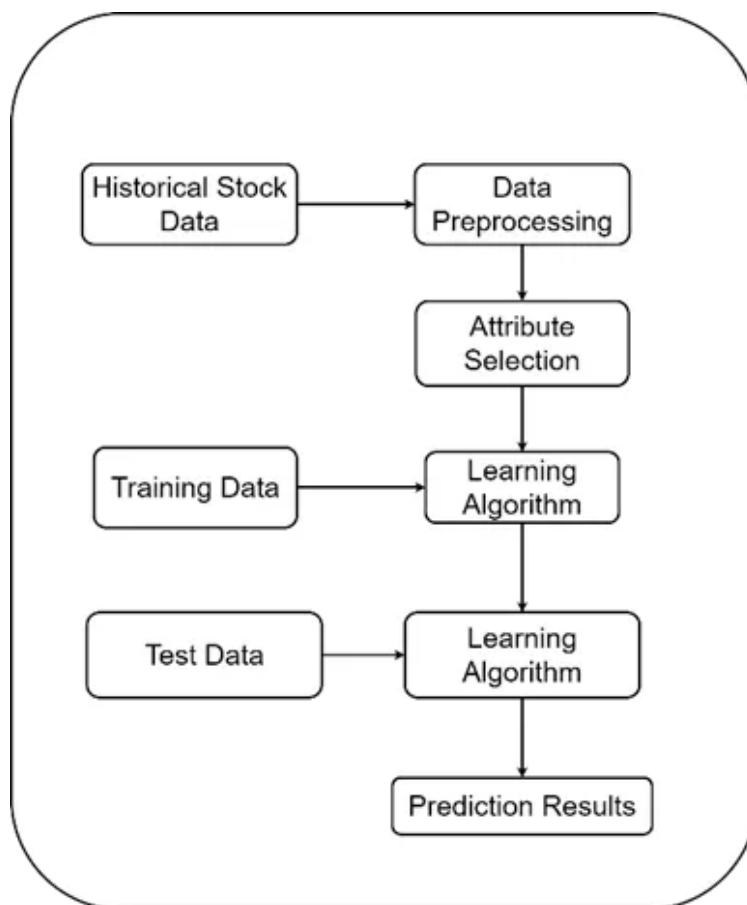 Historical Stock
Data
Data
Preprocessing
Attribute
Selection
Training Data
Learning
Algorithm
Test Data
Learning
Algorithm
Prediction Results